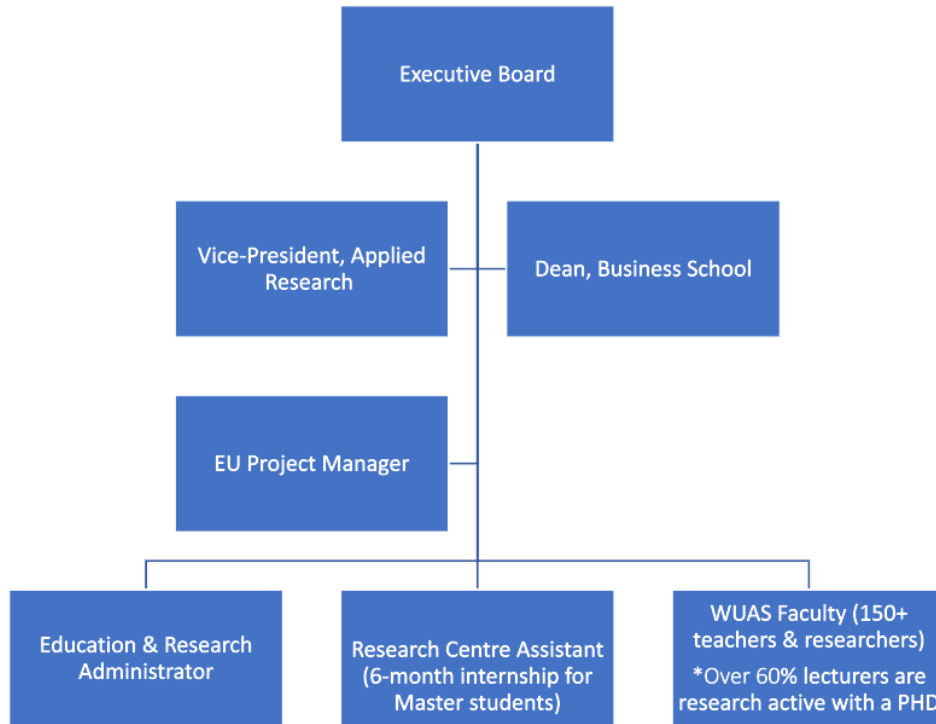 Executive Board
Vice-President, Applied
Research
Dean, Business School
EU Project Manager
Education & Research
Administrator
Research Centre Assistant
(6-month internship for
Master students)
WUAS Faculty (150+
teachers & researchers)
*Over 60% lecturers are
research active with a PHD